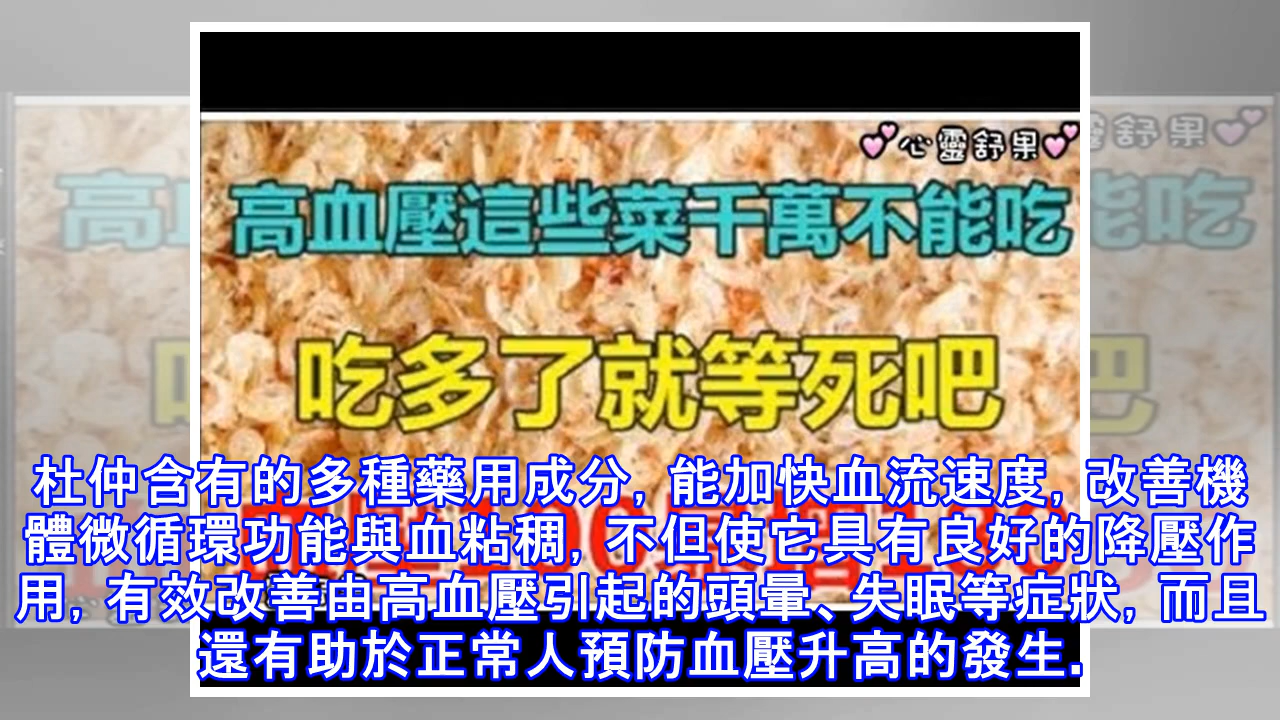 心靈舒果
高血壓這些菜千萬不能吃
吃多了就等死吧
杜仲含有的多種藥用成分, 能加快血流速度, 改善機
體微循環功能與血粘稠, 不但使它具有良好的降壓作
用, 有效改善由高血壓引起的頭暈、失眠等症狀, 而且
還有助於正常人預防血壓升高的發生.